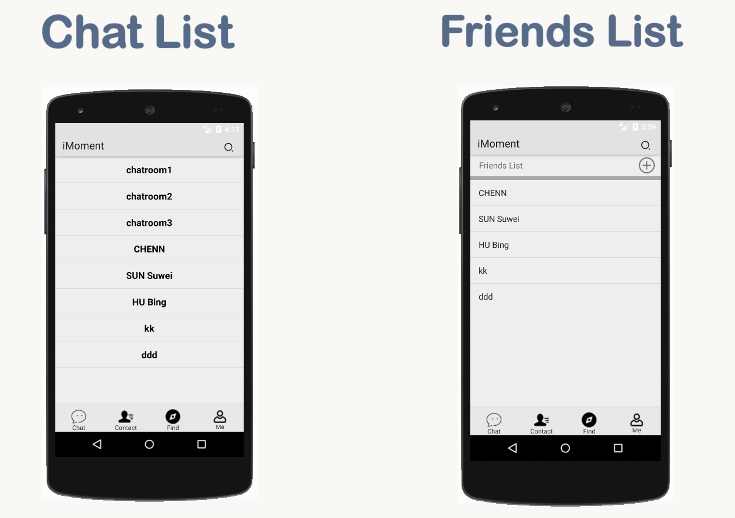 Chat List
4:13
iMoment
chatroom1
chatroom2
chatroom3
CHENN
SUN Suwei
HU Bing
kk
ddd
Chat
Contact
Find
Me
Friends List
3:59
iMoment
Friends List
CHENN
SUN Suwei
HU Bing
kk
ddd
Chat
Contact
Find
Me